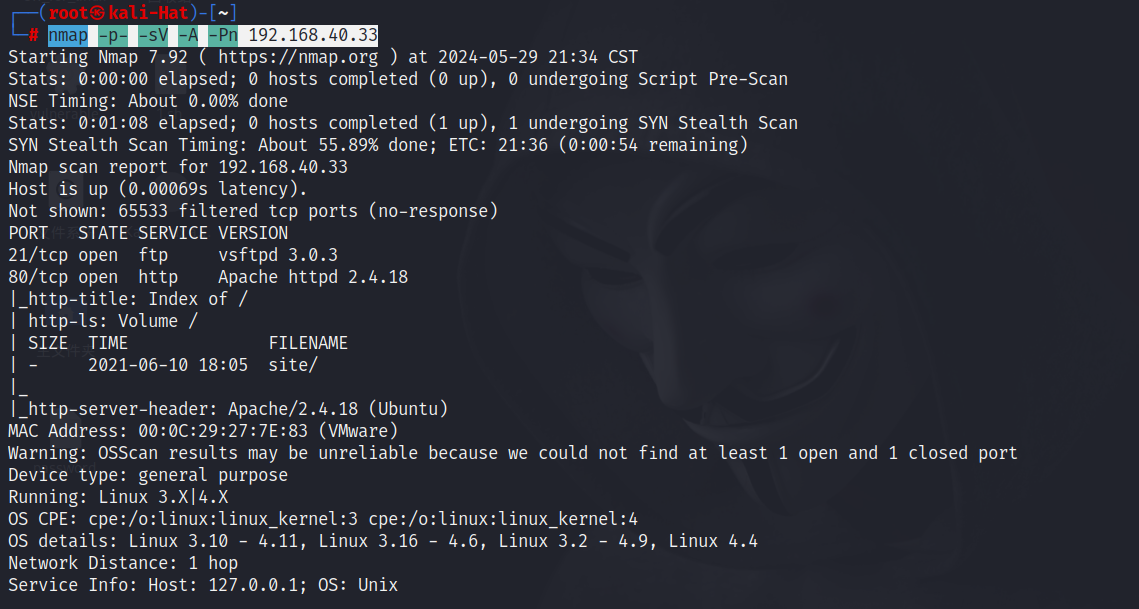 ┌──(root㉿kali-Hat)-[~]
└─# nmap -p- -sV -A -Pn 192.168.40.33
Starting Nmap 7.92 ( https://nmap.org ) at 2024-05-29 21:34 CST
Stats: 0:00:00 elapsed; 0 hosts completed (0 up), 0 undergoing Script Pre-Scan
NSE Timing: About 0.00% done
Stats: 0:01:08 elapsed; 0 hosts completed (1 up), 1 undergoing SYN Stealth Scan
SYN Stealth Scan Timing: About 55.89% done; ETC: 21:36 (0:00:54 remaining)
Nmap scan report for 192.168.40.33
Host is up (0.00069s latency).
Not shown: 65533 filtered tcp ports (no-response)
PORT   STATE SERVICE VERSION
21/tcp open  ftp     vsftpd 3.0.3
80/tcp open  http    Apache httpd 2.4.18
|_http-title: Index of /
| http-ls: Volume /
| SIZE  TIME              FILENAME
| -     2021-06-10 18:05  site/
|_
|_http-server-header: Apache/2.4.18 (Ubuntu)
MAC Address: 00:0C:29:27:7E:83 (VMware)
Warning: OSScan results may be unreliable because we could not find at least 1 open and 1 closed port
Device type: general purpose
Running: Linux 3.X|4.X
OS CPE: cpe:/o:linux:linux_kernel:3 cpe:/o:linux:linux_kernel:4
OS details: Linux 3.10 - 4.11, Linux 3.16 - 4.6, Linux 3.2 - 4.9, Linux 4.4
Network Distance: 1 hop
Service Info: Host: 127.0.0.1; OS: Unix